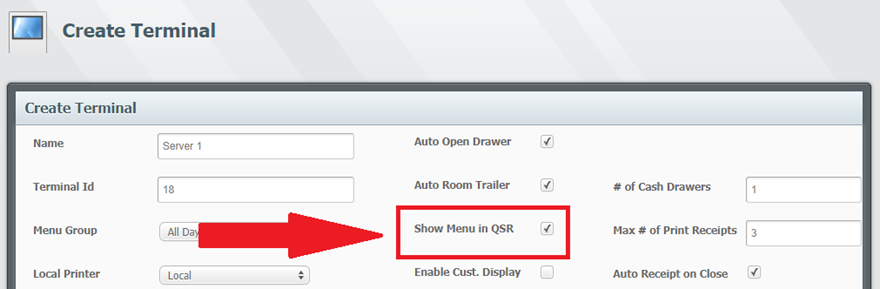 Create Terminal
Create Terminal
Name Server 1 Auto Open Drawer
Terminal Id 18 Auto Room Trailer # of Cash Drawers 1
Menu Group All Day Show Menu in QSR Max # of Print Receipts 3
Local Printer Local Enable Cust. Display Auto Receipt on Close